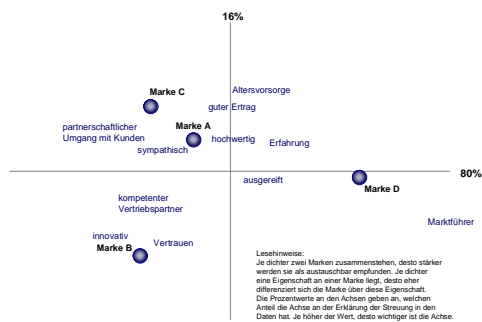 16%
Altersvorsorge
Marke C
guter Ertrag
partnerschaftlicher
Umgang mit Kunden
Marke A
hochwertig
Erfahrung
sympathisch
80%
ausgereift
Marke D
kompetenter
Vertriebspartner
Marktführer
innovativ
Marke B
Vertrauen
Lesehinweise:
Je dichter zwei Marken zusammenstehen, desto stärker
werden sie als austauschbar empfunden. Je dichter
eine Eigenschaft an einer Marke liegt, desto eher
differenziert sich die Marke über diese Eigenschaft.
Die Prozentwerte an den Achsen geben an, welchen
Anteil die Achse an der Erklärung der Streuung in den
Daten hat. Je höher der Wert, desto wichtiger ist die Achse.